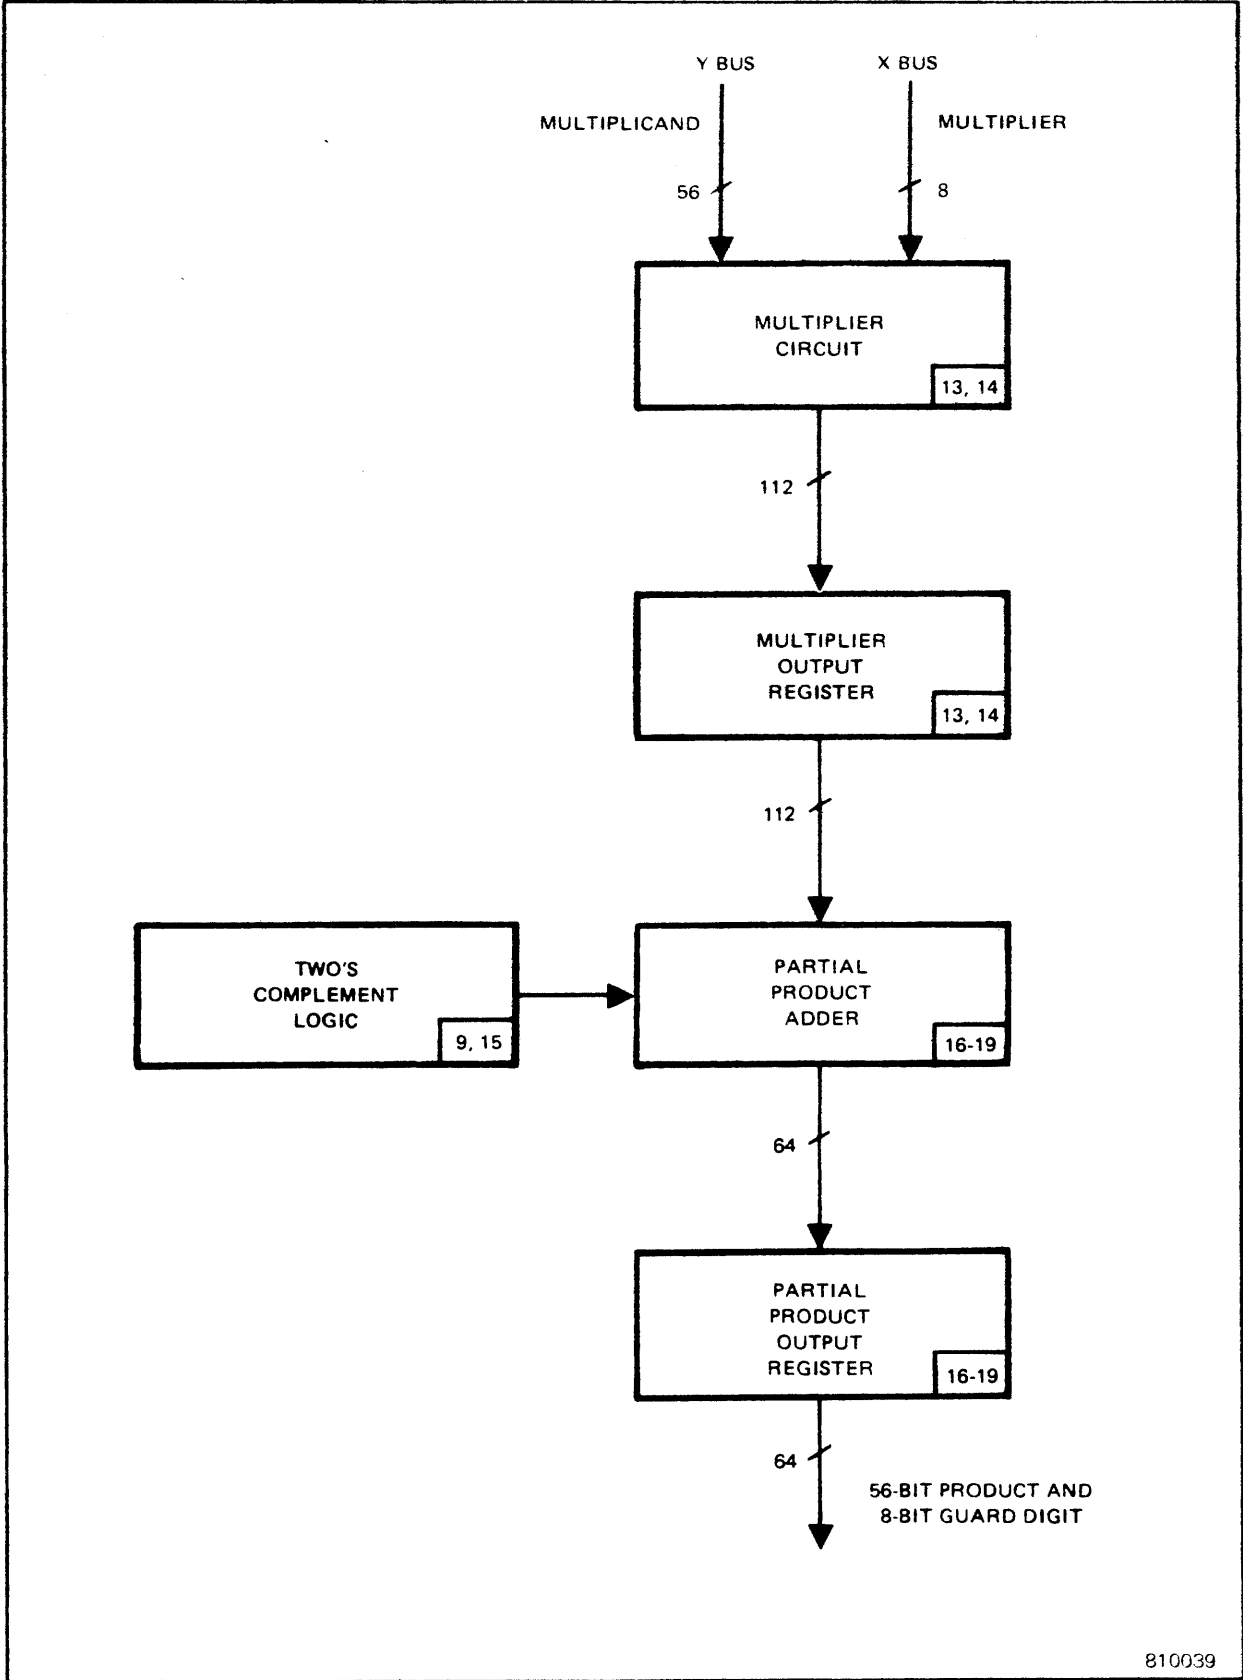 Y BUS
X BUS
MULTIPLICAND
MULTIPLIER
56
8
MULTIPLIER
CIRCUIT
13, 14
112
MULTIPLIER
OUTPUT
REGISTER
13, 14
112
TWO'S
COMPLEMENT
LOGIC
9, 15
PARTIAL
PRODUCT
ADDER
16-19
64
PARTIAL
PRODUCT
OUTPUT
REGISTER
16-19
64
56-BIT PRODUCT AND
8-BIT GUARD DIGIT
810039